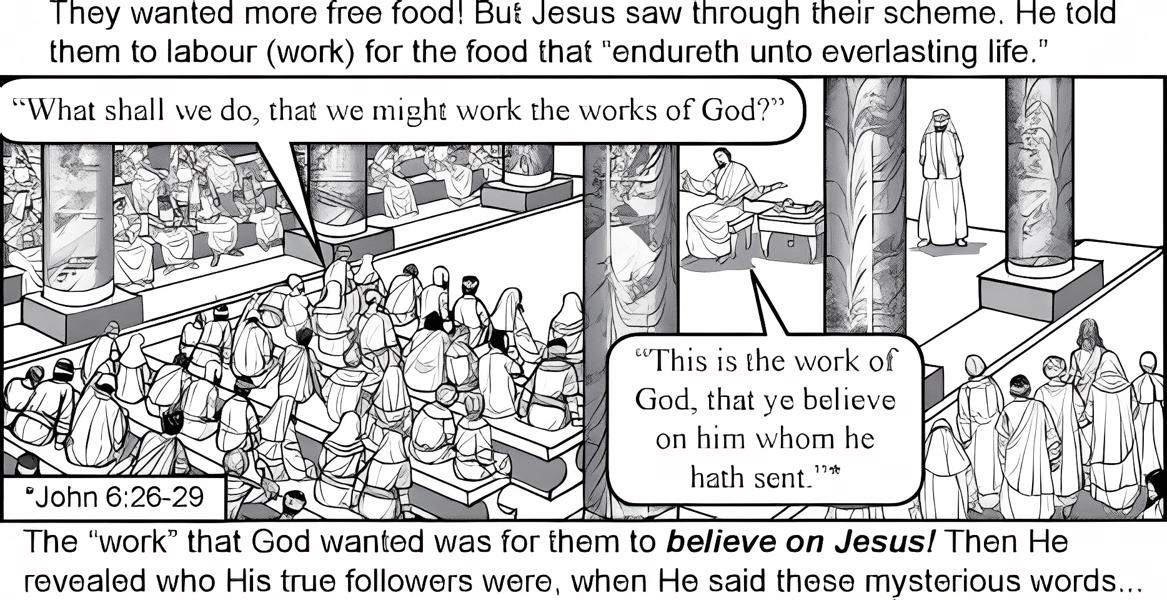 They wanted more free food! But Jesus saw through their scheme. He told
them to labour (work) for the food that "endureth unto everlasting life."
“What shall we do, that we might work the works of God?”
“This is the work of
God, that ye believe
on him whom he
hath sent.”*
*John 6:26-29
The “work” that God wanted was for them to believe on Jesus! Then He
revealed who His true followers were, when He said these mysterious words...